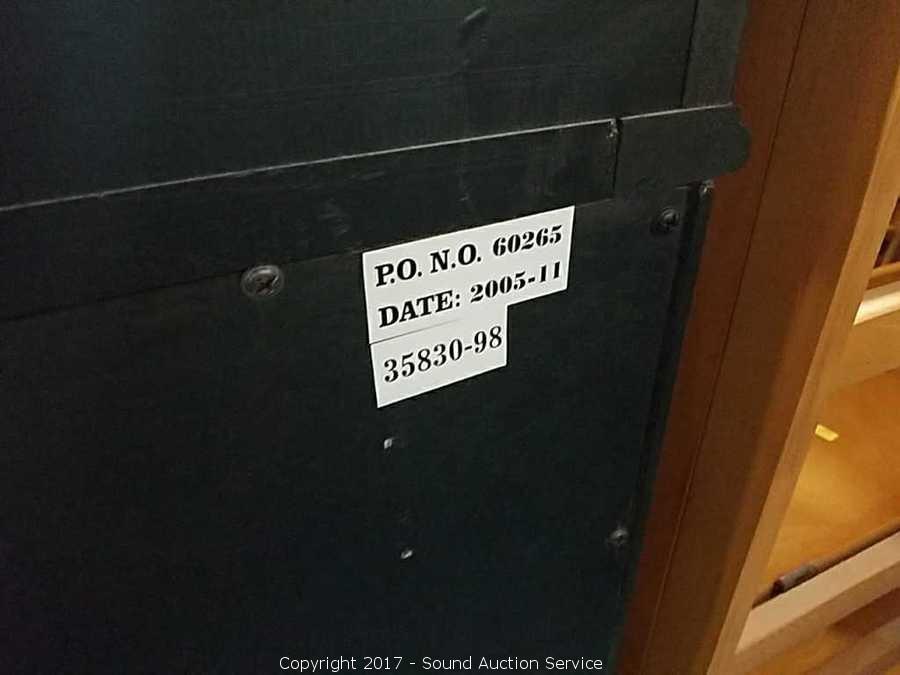 P.O. N.O. 60265
DATE: 2005-11
35830-98
Copyright 2017 - Sound Auction Service